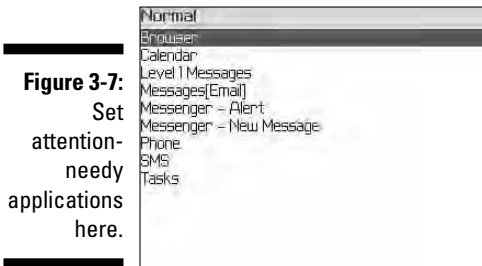 Figure 3-7:
Set
attention-
needy
applications
here.
Normal
Browser
Calendar
Level 1 Messages
Messages[Email]
Messenger - Alert
Messenger - New Message
Phone
SMS
Tasks